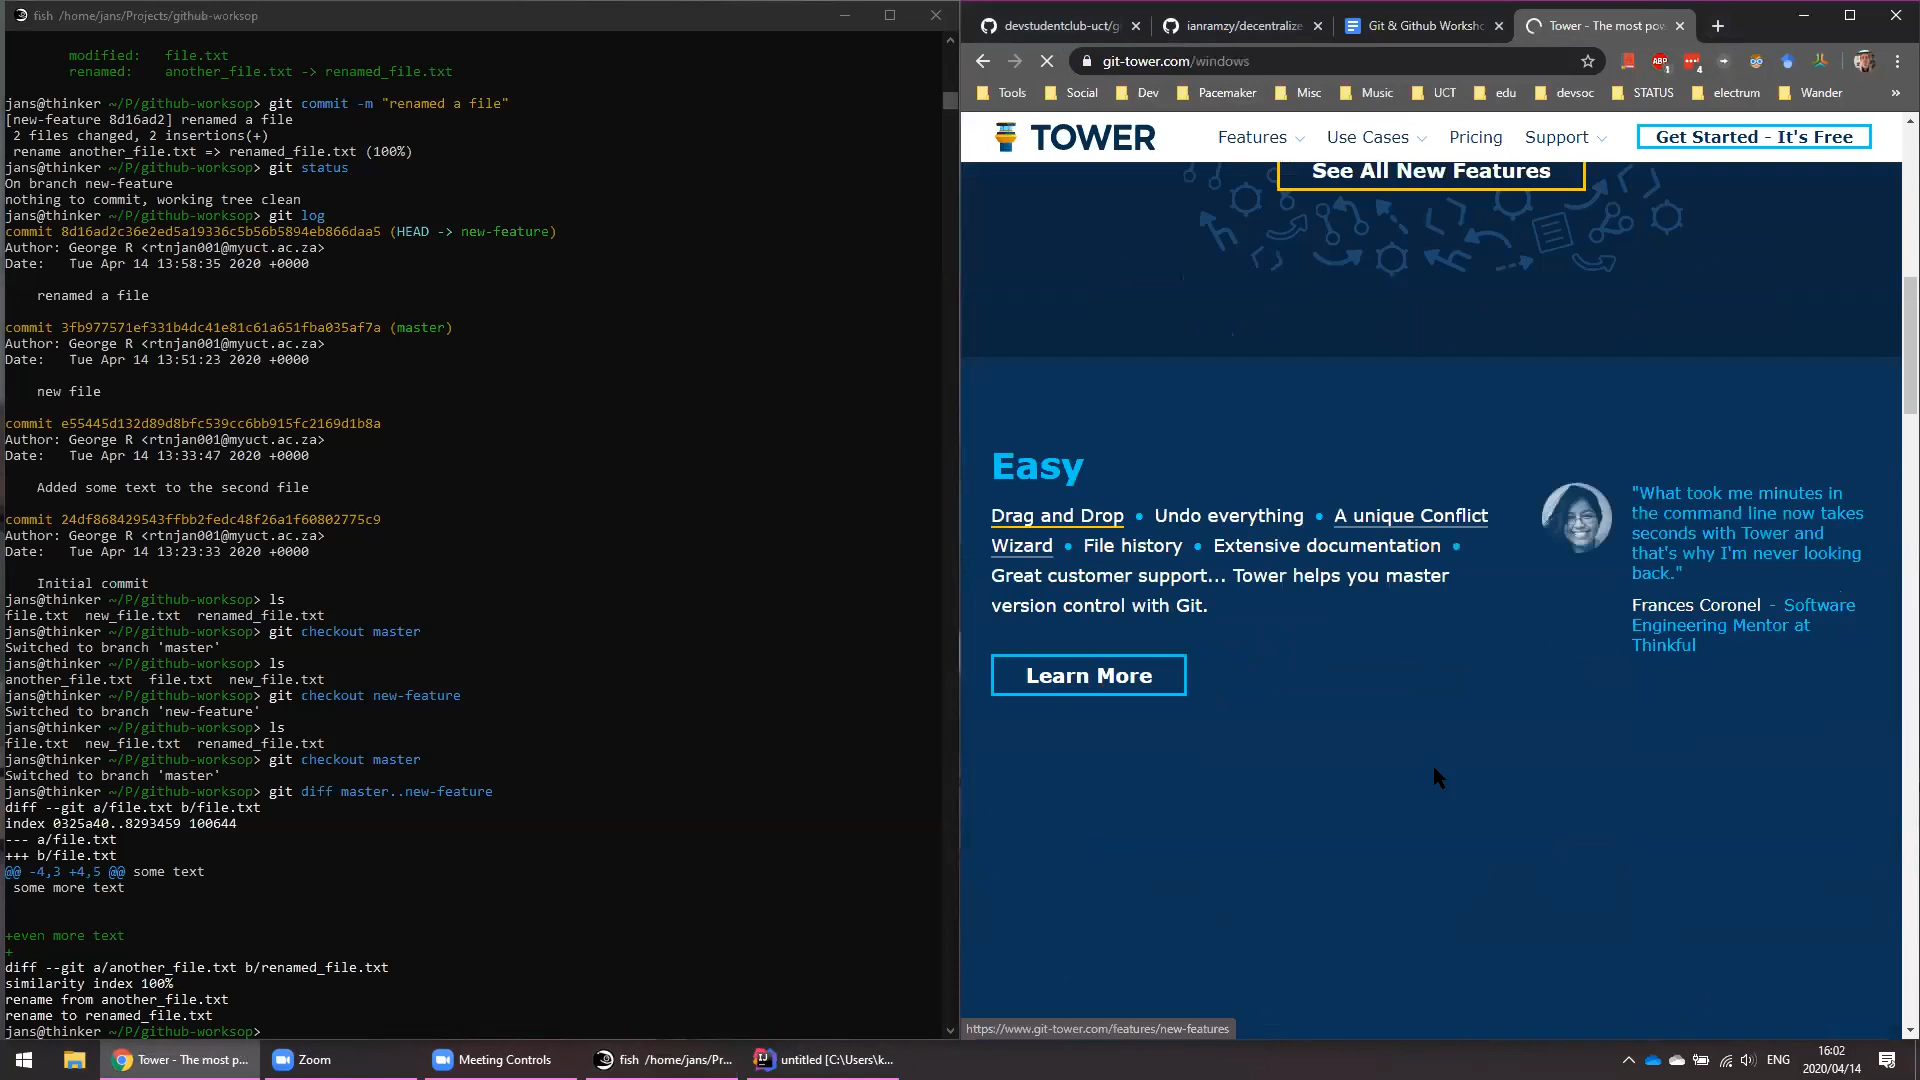 fish /home/jans/Projects/github-worksop
modified:   file.txt
renamed:    another_file.txt -> renamed_file.txt
jans@thinker ~/P/github-worksop> git commit -m "renamed a file"
[new-feature 8d16ad2] renamed a file
2 files changed, 2 insertions(+)
rename another_file.txt => renamed_file.txt (100%)
jans@thinker ~/P/github-worksop> git status
On branch new-feature
nothing to commit, working tree clean
jans@thinker ~/P/github-worksop> git log
commit 8d16ad2c36e2ed5a19336c5b56b5894eb866daa5 (HEAD -> new-feature)
Author: George R <rtnjan001@myuct.ac.za>
Date:   Tue Apr 14 13:58:35 2020 +0000
renamed a file
commit 3fb977571ef331b4dc41e81c61a651fba035af7a (master)
Author: George R <rtnjan001@myuct.ac.za>
Date:   Tue Apr 14 13:51:23 2020 +0000
new file
commit e55445d132d89d8bfc539cc6bb915fc2169d1b8a
Author: George R <rtnjan001@myuct.ac.za>
Date:   Tue Apr 14 13:33:47 2020 +0000
Added some text to the second file
commit 24df868429543ffbb2fedc48f26a1f60802775c9
Author: George R <rtnjan001@myuct.ac.za>
Date:   Tue Apr 14 13:23:33 2020 +0000
Initial commit
jans@thinker ~/P/github-worksop> ls
file.txt  new_file.txt  renamed_file.txt
jans@thinker ~/P/github-worksop> git checkout master
Switched to branch 'master'
jans@thinker ~/P/github-worksop> ls
another_file.txt  file.txt  new_file.txt
jans@thinker ~/P/github-worksop> git checkout new-feature
Switched to branch 'new-feature'
jans@thinker ~/P/github-worksop> ls
file.txt  new_file.txt  renamed_file.txt
jans@thinker ~/P/github-worksop> git checkout master
Switched to branch 'master'
jans@thinker ~/P/github-worksop> git diff master..new-feature
diff --git a/file.txt b/file.txt
index 0325a40..8293459 100644
--- a/file.txt
+++ b/file.txt
@@ -4,3 +4,5 @@ some text
some more text
+even more text
+
diff --git a/another_file.txt b/renamed_file.txt
similarity index 100%
rename from another_file.txt
rename to renamed_file.txt
jans@thinker ~/P/github-worksop>
devstudentclub-uct/g
ianramzy/decentralize
Git & Github Worksho
Tower - The most pow
git-tower.com/windows
ABP
1
4
Tools
Social
Dev
Pacemaker
Misc
Music
UCT
edu
devsoc
STATUS
electrum
Wander
»
TOWER
Features
Use Cases
Pricing
Support
Get Started - It's Free
See All New Features
Easy
Drag and Drop • Undo everything • A unique Conflict
Wizard • File history • Extensive documentation •
Great customer support... Tower helps you master
version control with Git.
Learn More
"What took me minutes in
the command line now takes
seconds with Tower and
that's why I'm never looking
back."
Frances Coronel - Software
Engineering Mentor at
Thinkful
https://www.git-tower.com/features/new-features
Tower - The most p...
Zoom
Meeting Controls
fish  /home/jans/Pr...
untitled [C:\Users\k...
ENG
16:02
2020/04/14